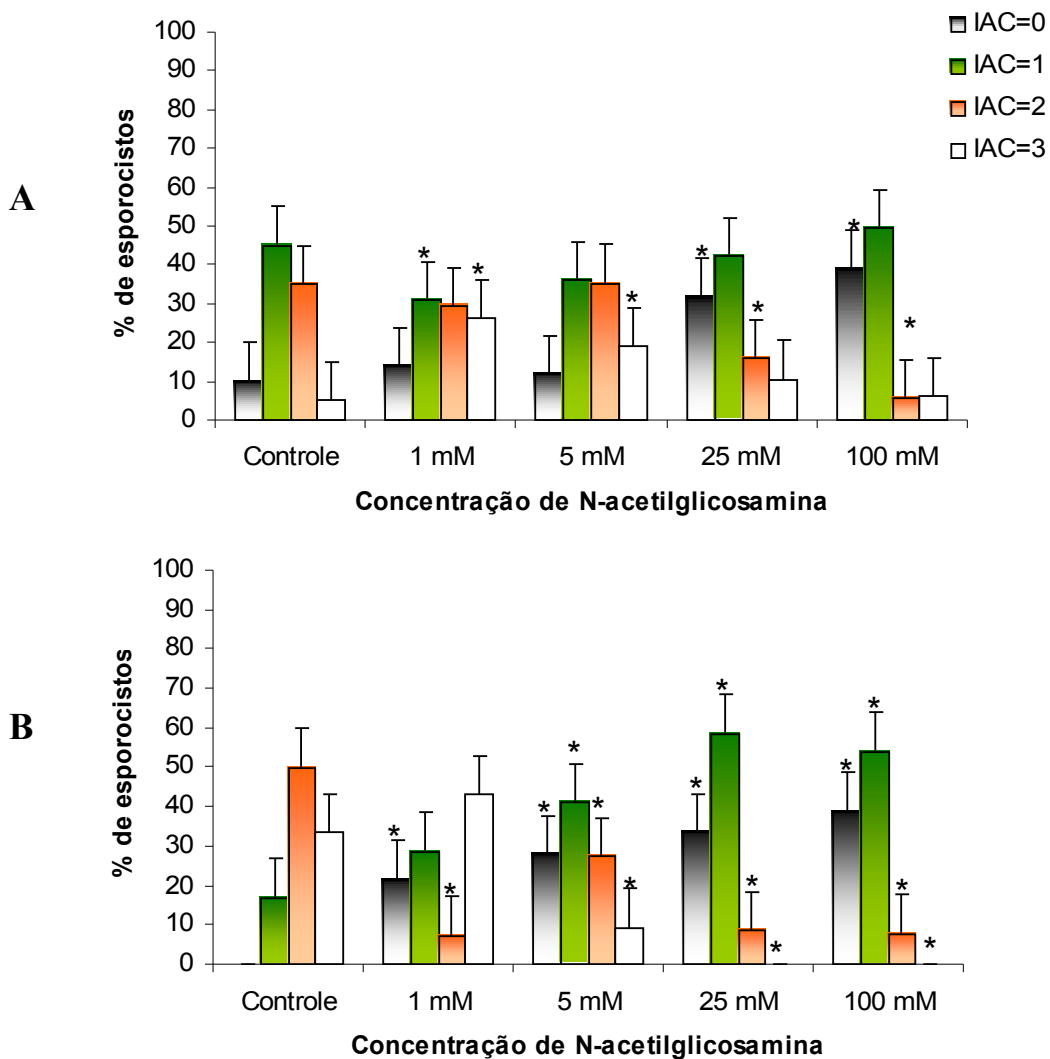 IAC=0
IAC=1
IAC=2
IAC=3
A
% de esporocistos
100
90
80
70
60
50
40
30
20
10
0
* * * * * * *
Controle 1 mM 5 mM 25 mM 100 mM
Concentração de N-acetilglicosamina
B
% de esporocistos
100
90
80
70
60
50
40
30
20
10
0
* * * * * * * * * * * * * *
Controle 1 mM 5 mM 25 mM 100 mM
Concentração de N-acetilglicosamina